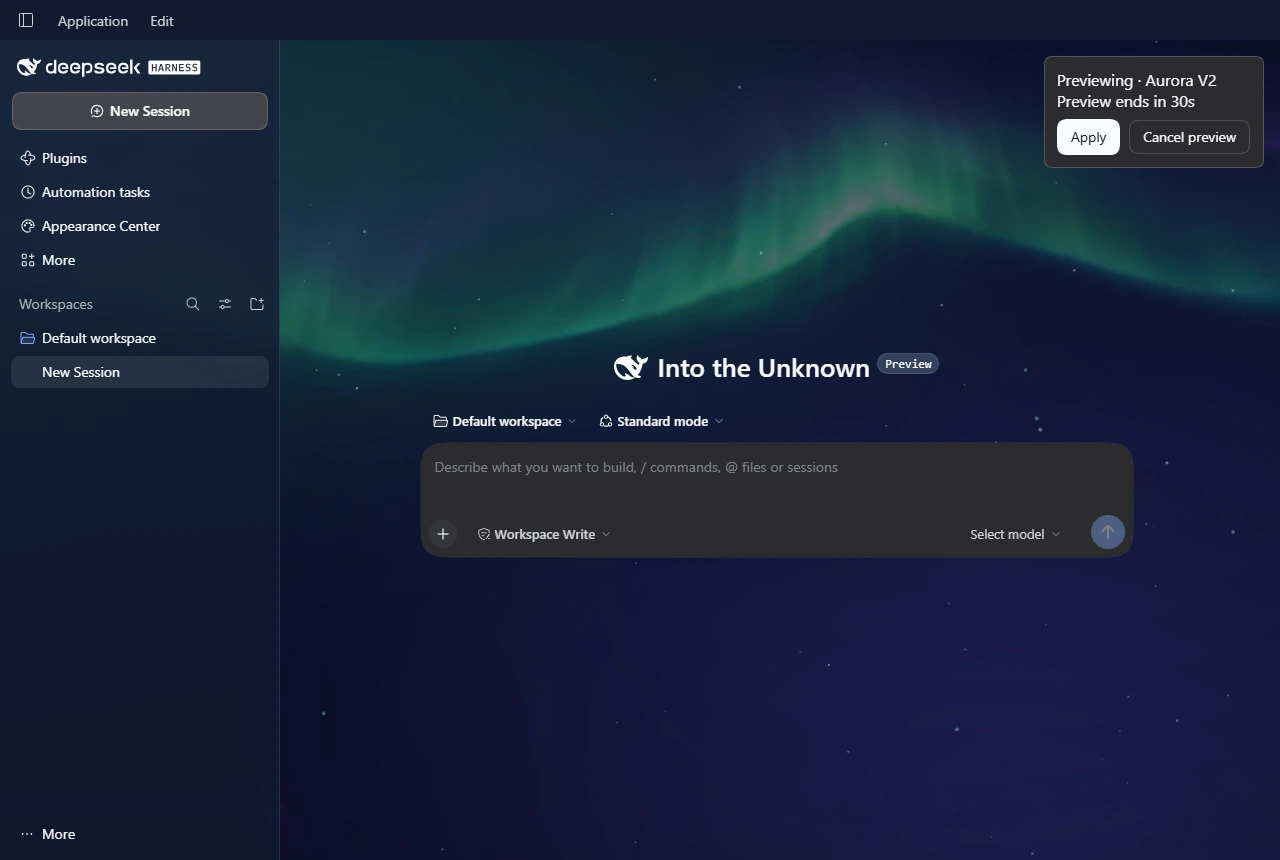 Application Edit
deepseek HARNESS
New Session
Plugins
Automation tasks
Appearance Center
More
Workspaces
Default workspace
New Session
More
Previewing · Aurora V2
Preview ends in 30s
Apply Cancel preview
Into the Unknown Preview
Default workspace Standard mode
Describe what you want to build, / commands, @ files or sessions
Workspace Write Select model